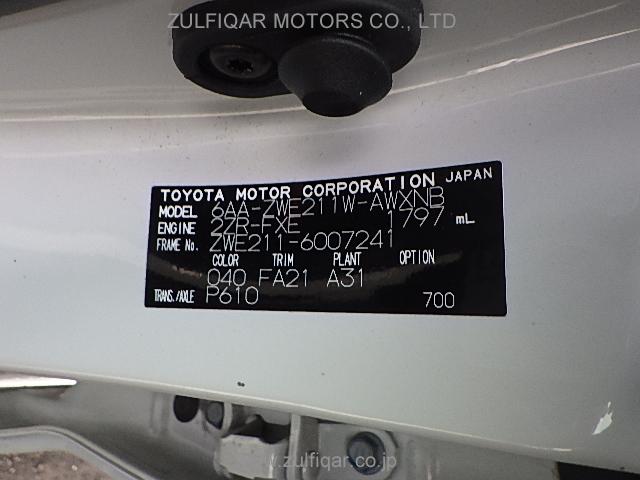 ZULFIQAR MOTORS CO., LTD
TOYOTA MOTOR CORPORATION JAPAN
MODEL 6AA-ZWE211W-AWXNB
ENGINE 2ZR-FXE 1797 mL
FRAME NO. ZWE211-6007241
COLOR TRIM PLANT OPTION
040 FA21 A31
TRANS./AXLE P610 700
www.zulfiqar.co.jp